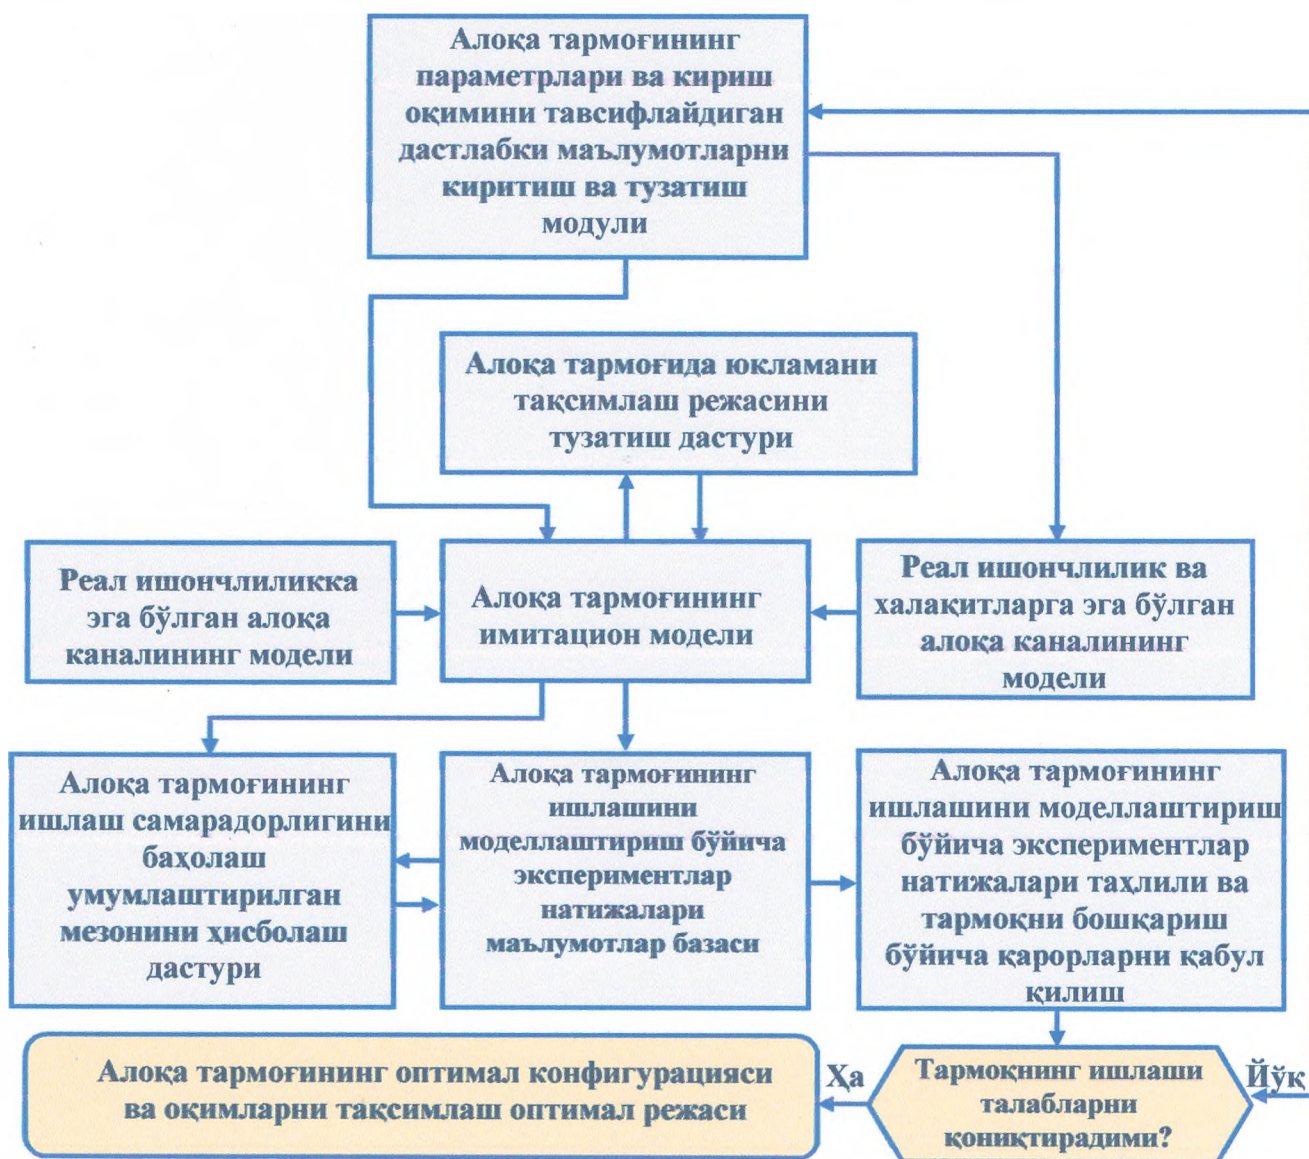 Алоқа тармоғининг
параметрлари ва кириш
оқимини тавсифлайдиган
дастлабки маълумотларни
киритиш ва тузатиш
модули
Алоқа тармоғида юкламани
тақсимлаш режасини
тузатиш дастури
Реал ишончлиликка
эга бўлган алоқа
каналининг модели
Алоқа тармоғининг
имитацион модели
Реал ишончлилик ва
халақитларга эга бўлган
алоқа каналининг
модели
Алоқа тармоғининг
ишлаш самарадорлигини
баҳолаш
умумлаштирилган
мезонини ҳисболаш
дастури
Алоқа тармоғининг
ишлашини
моделлаштириш бўйича
экспериментлар
натижалари
маълумотлар базаси
Алоқа тармоғининг
ишлашини моделлаштириш
бўйича экспериментлар
натижалари таҳлили ва
тармоқни бошқариш
бўйича қарорларни қабул
қилиш
Алоқа тармоғининг оптимал конфигурацияси
ва оқимларни тақсимлаш оптимал режаси
Ҳа
Тармоқнинг ишлаши
талабларни
қониқтирадими?
Йўқ